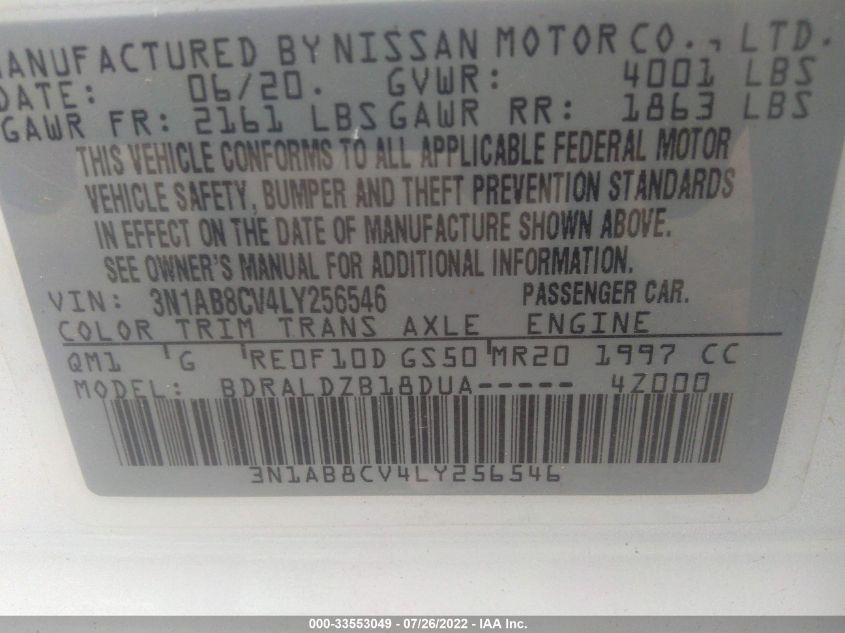 MANUFACTURED BY NISSAN MOTOR CO., LTD.
DATE: 06/20. GVWR: 4001 LBS
GAWR FR: 2161 LBS GAWR RR: 1863 LBS
THIS VEHICLE CONFORMS TO ALL APPLICABLE FEDERAL MOTOR
VEHICLE SAFETY, BUMPER AND THEFT PREVENTION STANDARDS
IN EFFECT ON THE DATE OF MANUFACTURE SHOWN ABOVE.
SEE OWNER'S MANUAL FOR ADDITIONAL INFORMATION.
VIN: 3N1AB8CV4LY256546 PASSENGER CAR.
COLOR TRIM TRANS AXLE ENGINE
QM1 G RE0F10D GS50 MR20 1997 CC
MODEL: BDRALDZB18DUA----- 4Z000
3N1AB8CV4LY256546
000-33553049 - 07/26/2022 - IAA Inc.